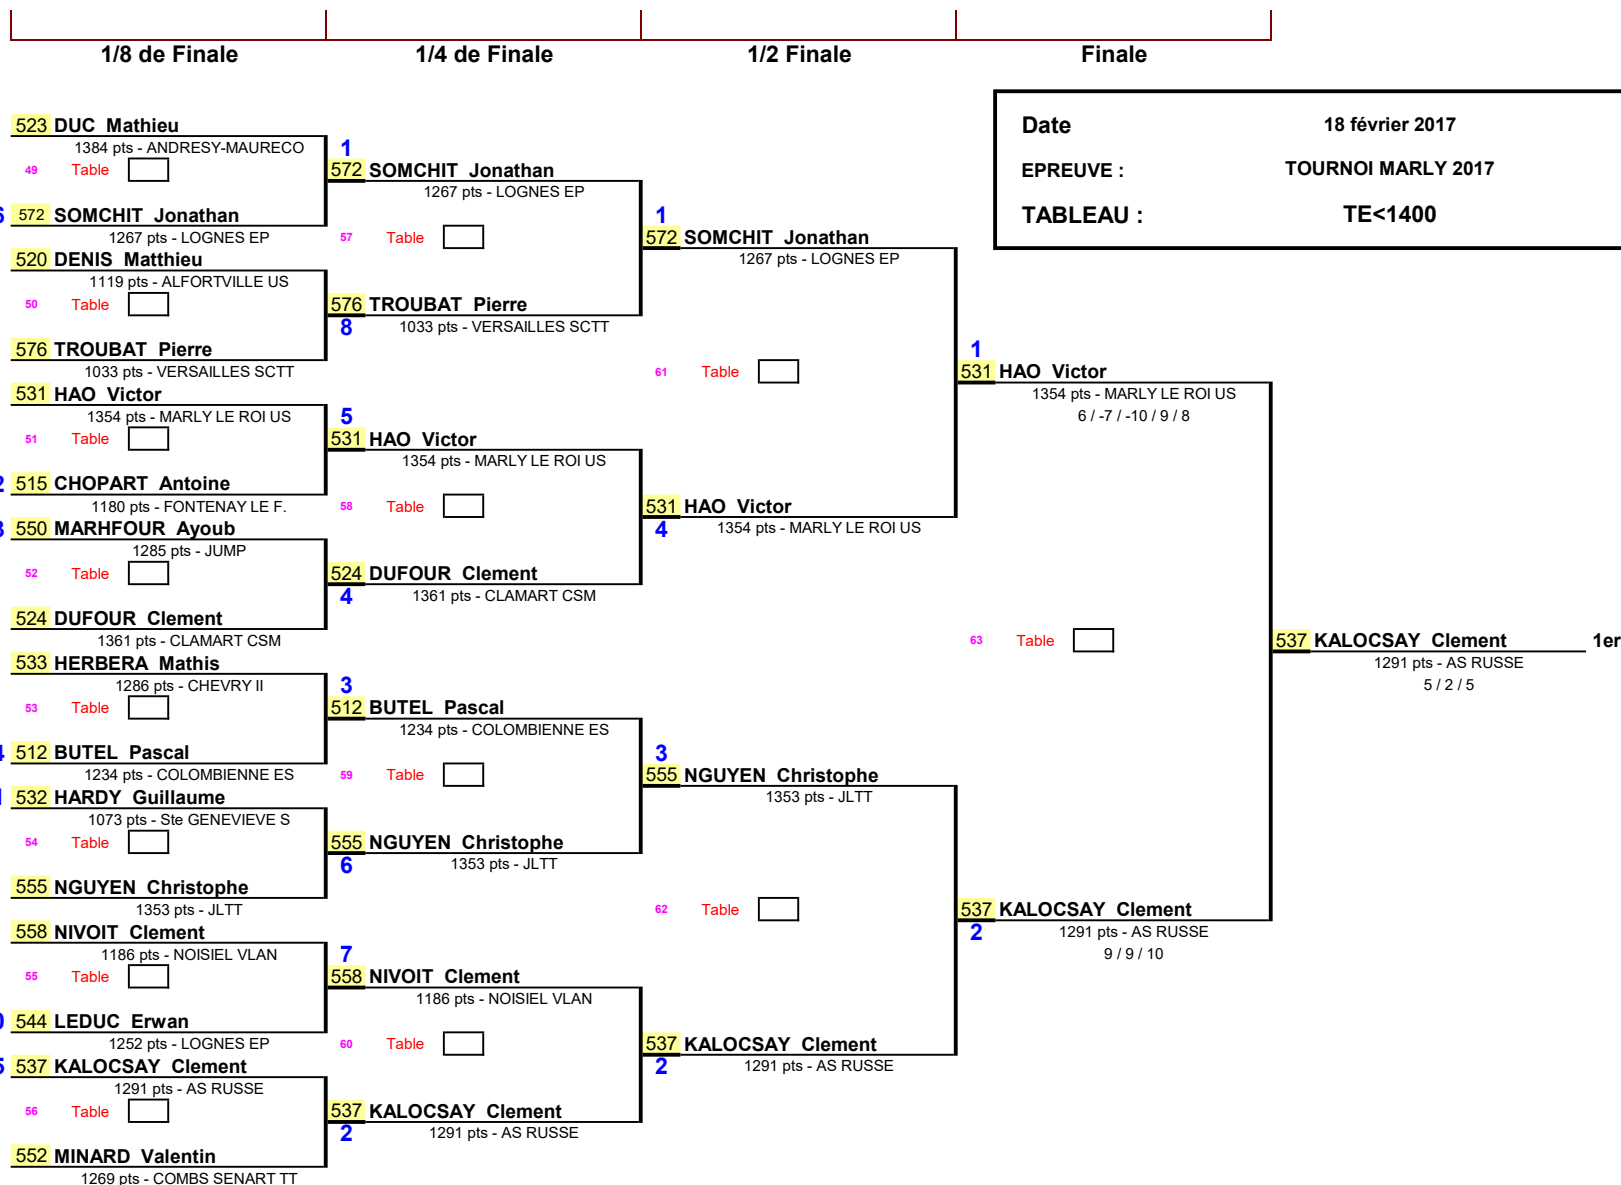 1/8 de Finale
1/4 de Finale
1/2 Finale
Finale
Date 18 février 2017
EPREUVE : TOURNOI MARLY 2017
TABLEAU : TE<1400
523 DUC Mathieu
1384 pts - ANDRESY-MAURECO
49 Table
572 SOMCHIT Jonathan
1267 pts - LOGNES EP
520 DENIS Matthieu
1119 pts - ALFORTVILLE US
50 Table
576 TROUBAT Pierre
1033 pts - VERSAILLES SCTT
531 HAO Victor
1354 pts - MARLY LE ROI US
51 Table
515 CHOPART Antoine
1180 pts - FONTENAY LE F.
550 MARHFOUR Ayoub
1285 pts - JUMP
52 Table
524 DUFOUR Clement
1361 pts - CLAMART CSM
533 HERBERA Mathis
1286 pts - CHEVRY II
53 Table
512 BUTEL Pascal
1234 pts - COLOMBIENNE ES
532 HARDY Guillaume
1073 pts - Ste GENEVIEVE S
54 Table
555 NGUYEN Christophe
1353 pts - JLTT
558 NIVOIT Clement
1186 pts - NOISIEL VLAN
55 Table
544 LEDUC Erwan
1252 pts - LOGNES EP
537 KALOCSAY Clement
1291 pts - AS RUSSE
56 Table
552 MINARD Valentin
1269 pts - COMBS SENART TT
1
572 SOMCHIT Jonathan
1267 pts - LOGNES EP
57 Table
576 TROUBAT Pierre
8
1033 pts - VERSAILLES SCTT
5
531 HAO Victor
1354 pts - MARLY LE ROI US
58 Table
524 DUFOUR Clement
4
1361 pts - CLAMART CSM
3
512 BUTEL Pascal
1234 pts - COLOMBIENNE ES
59 Table
555 NGUYEN Christophe
6
1353 pts - JLTT
7
558 NIVOIT Clement
1186 pts - NOISIEL VLAN
60 Table
537 KALOCSAY Clement
2
1291 pts - AS RUSSE
1
572 SOMCHIT Jonathan
1267 pts - LOGNES EP
61 Table
531 HAO Victor
4
1354 pts - MARLY LE ROI US
3
555 NGUYEN Christophe
1353 pts - JLTT
62 Table
537 KALOCSAY Clement
2
1291 pts - AS RUSSE
1
531 HAO Victor
1354 pts - MARLY LE ROI US
6 / -7 / -10 / 9 / 8
63 Table
537 KALOCSAY Clement
2
1291 pts - AS RUSSE
9 / 9 / 10
537 KALOCSAY Clement 1er
1291 pts - AS RUSSE
5 / 2 / 5